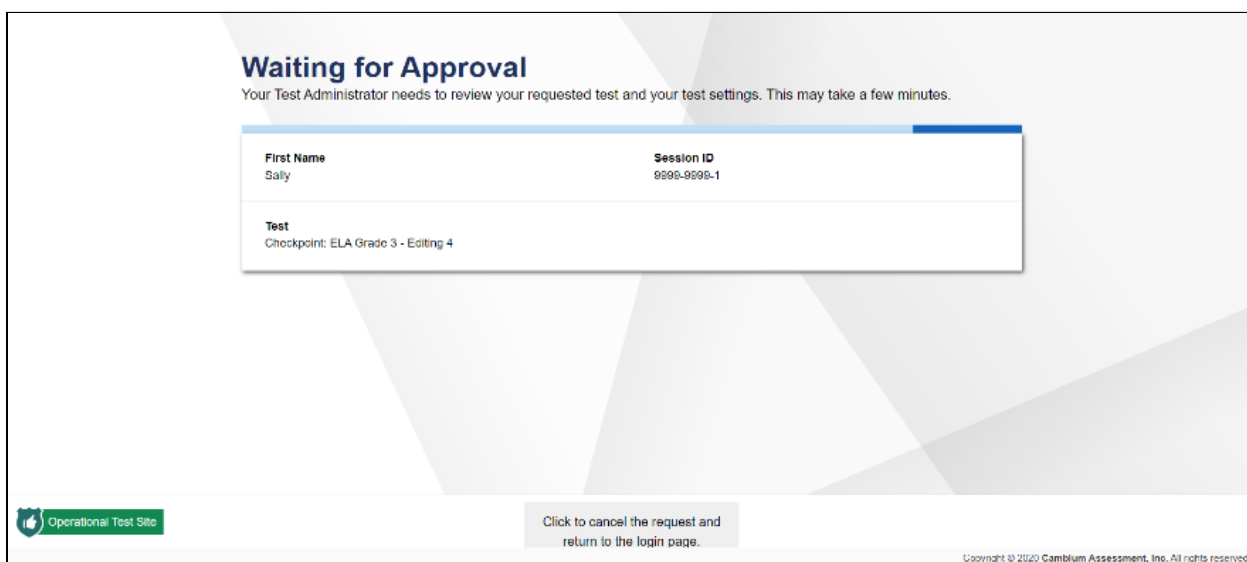 Waiting for Approval
Your Test Administrator needs to review your requested test and your test settings. This may take a few minutes.
First Name
Sally
Session ID
9999-9999-1
Test
Checkpoint: ELA Grade 3 - Editing 4
Operational Test Site
Click to cancel the request and
return to the login page.
Copyright © 2020 Cambium Assessment, Inc. All rights reserved